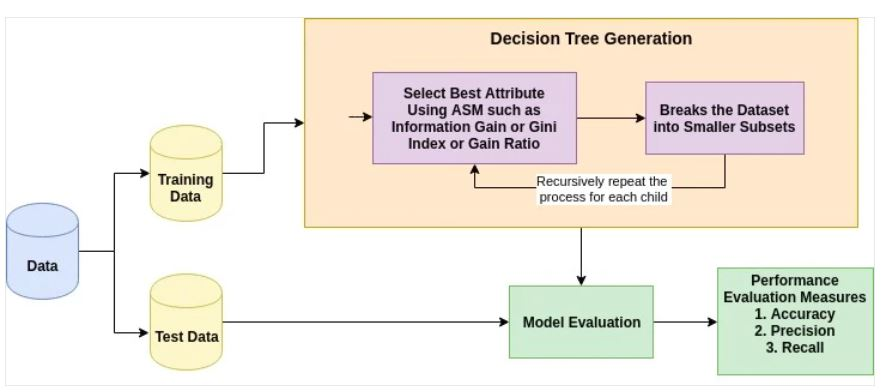 Decision Tree Generation
Select Best Attribute
Using ASM such as
Information Gain or Gini
Index or Gain Ratio
Breaks the Dataset
into Smaller Subsets
Recursively repeat the
process for each child
Training
Data
Data
Test Data
Model Evaluation
Performance
Evaluation Measures
1. Accuracy
2. Precision
3. Recall